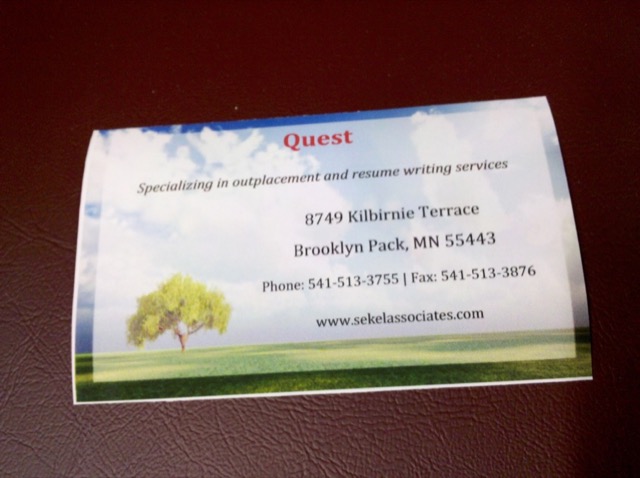 Quest
Specializing in outplacement and resume writing services
8749 Kilbirnie Terrace
Brooklyn Pack, MN 55443
Phone: 541-513-3755 | Fax: 541-513-3876
www.sekelassociates.com